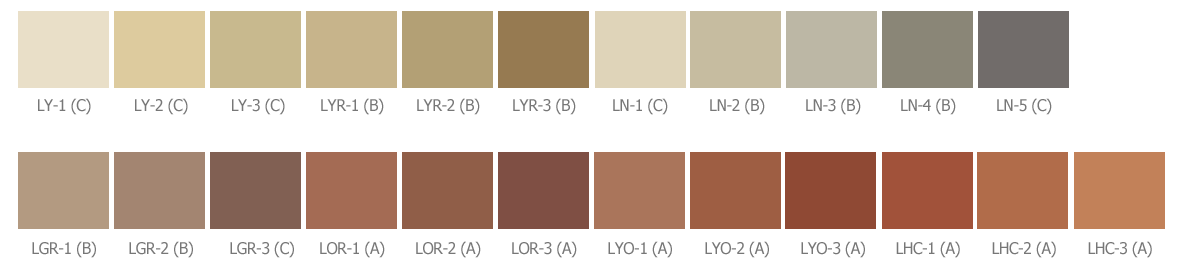 LY-1 (C) LY-2 (C) LY-3 (C) LYR-1 (B) LYR-2 (B) LYR-3 (B) LN-1 (C) LN-2 (B) LN-3 (B) LN-4 (B) LN-5 (C)
LGR-1 (B) LGR-2 (B) LGR-3 (C) LOR-1 (A) LOR-2 (A) LOR-3 (A) LYO-1 (A) LYO-2 (A) LYO-3 (A) LHC-1 (A) LHC-2 (A) LHC-3 (A)